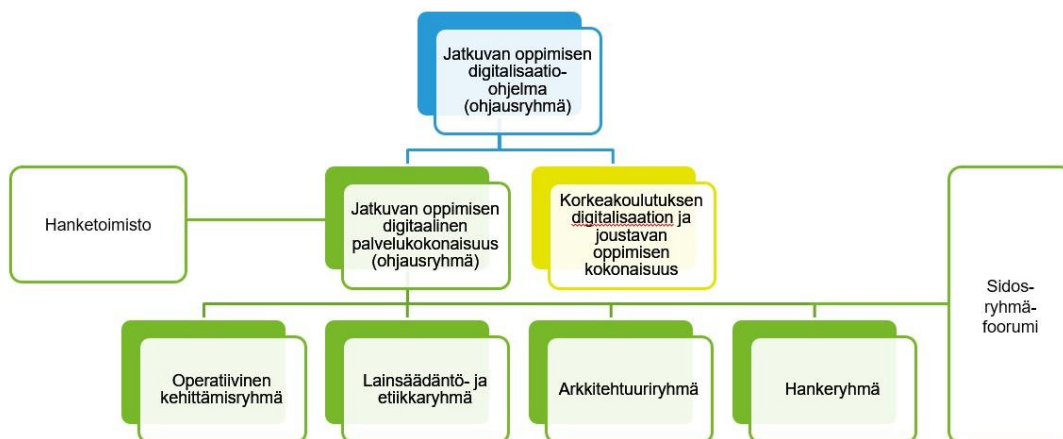 Jatkuvan oppimisen
digitalisaatio-
ohjelma
(ohjausryhmä)
Hanketoimisto
Jatkuvan oppimisen
digitaalinen
palvelukokonaisuus
(ohjausryhmä)
Korkeakoulutuksen
digitalisaation ja
joustavan
oppimisen
kokonaisuus
Sidos-
ryhmä-
foorumi
Operatiivinen
kehittämisryhmä
Lainsäädäntö- ja
etiikkaryhmä
Arkkitehtuuriryhmä
Hankeryhmä